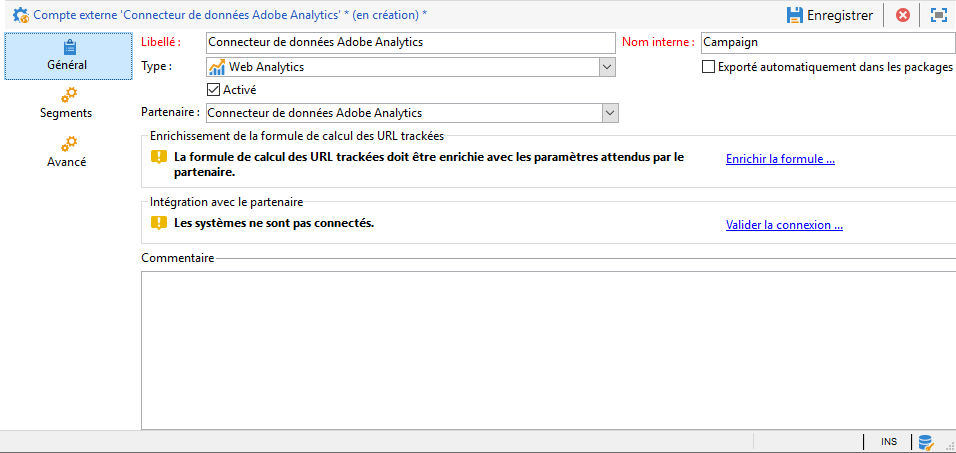 Compte externe 'Connecteur de données Adobe Analytics' * (en création) *
Enregistrer
Général
Segments
Avancé
Libellé : Connecteur de données Adobe Analytics Nom interne : Campaign
Type : Web Analytics Exporté automatiquement dans les packages
Activé
Partenaire : Connecteur de données Adobe Analytics
Enrichissement de la formule de calcul des URL trackées
La formule de calcul des URL trackées doit être enrichie avec les paramètres attendus par le
partenaire.
Enrichir la formule ...
Intégration avec le partenaire
Les systèmes ne sont pas connectés. Valider la connexion ...
Commentaire
INS